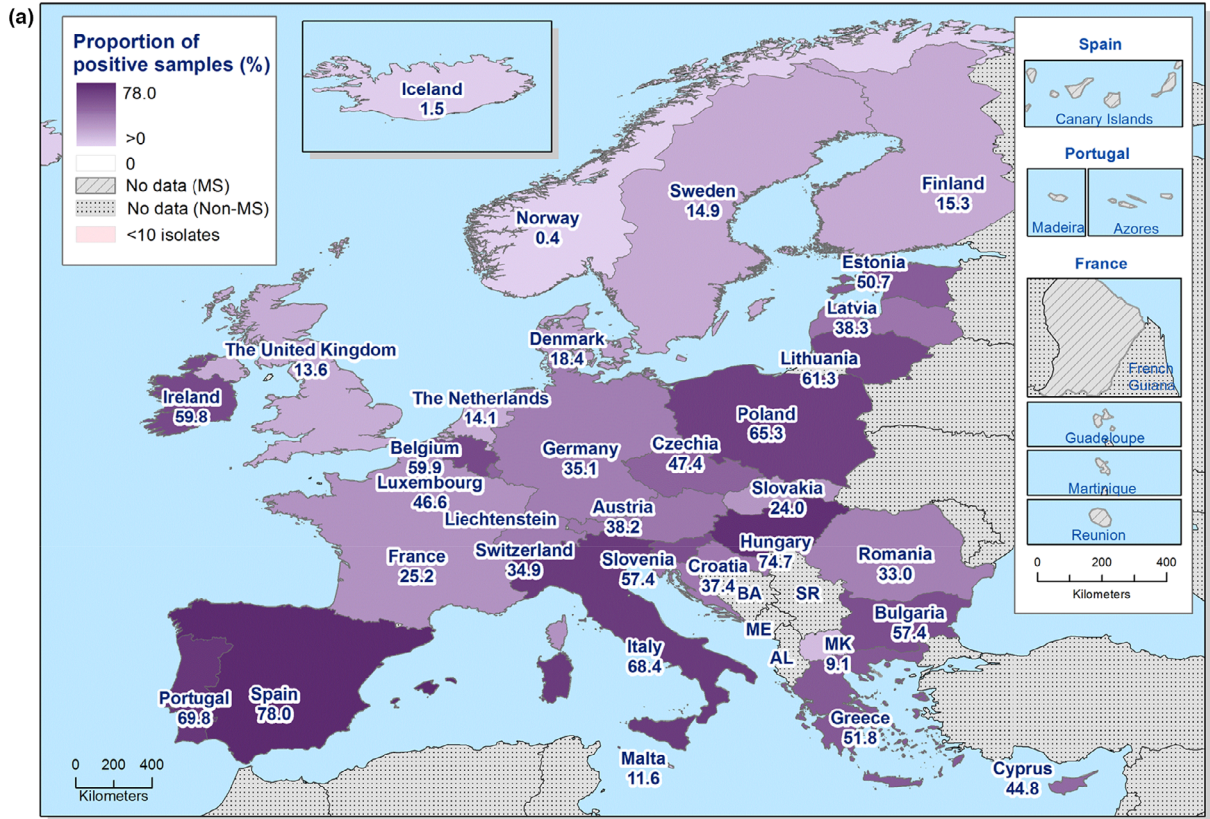 (a)
Proportion of
positive samples (%)
78.0
>0
0
No data (MS)
No data (Non-MS)
<10 isolates
Iceland
1.5
Spain
Canary Islands
Portugal
Madeira
Azores
France
French
Guiana
Guadeloupe
Martinique
Reunion
0 200 400
Kilometers
Norway
0.4
Sweden
14.9
Finland
15.3
Estonia
50.7
Latvia
38.3
Lithuania
61.3
Denmark
18.4
The United Kingdom
13.6
Ireland
59.8
The Netherlands
14.1
Belgium
59.9
Luxembourg
46.6
Germany
35.1
Czechia
47.4
Poland
65.3
Slovakia
24.0
Austria
38.2
Liechtenstein
Switzerland
34.9
France
25.2
Slovenia
57.4
Hungary
74.7
Croatia
37.4
BA
SR
Romania
33.0
Bulgaria
57.4
ME
MK
9.1
AL
Italy
68.4
Portugal
69.8
Spain
78.0
Greece
51.8
Malta
11.6
Cyprus
44.8
0 200 400
Kilometers